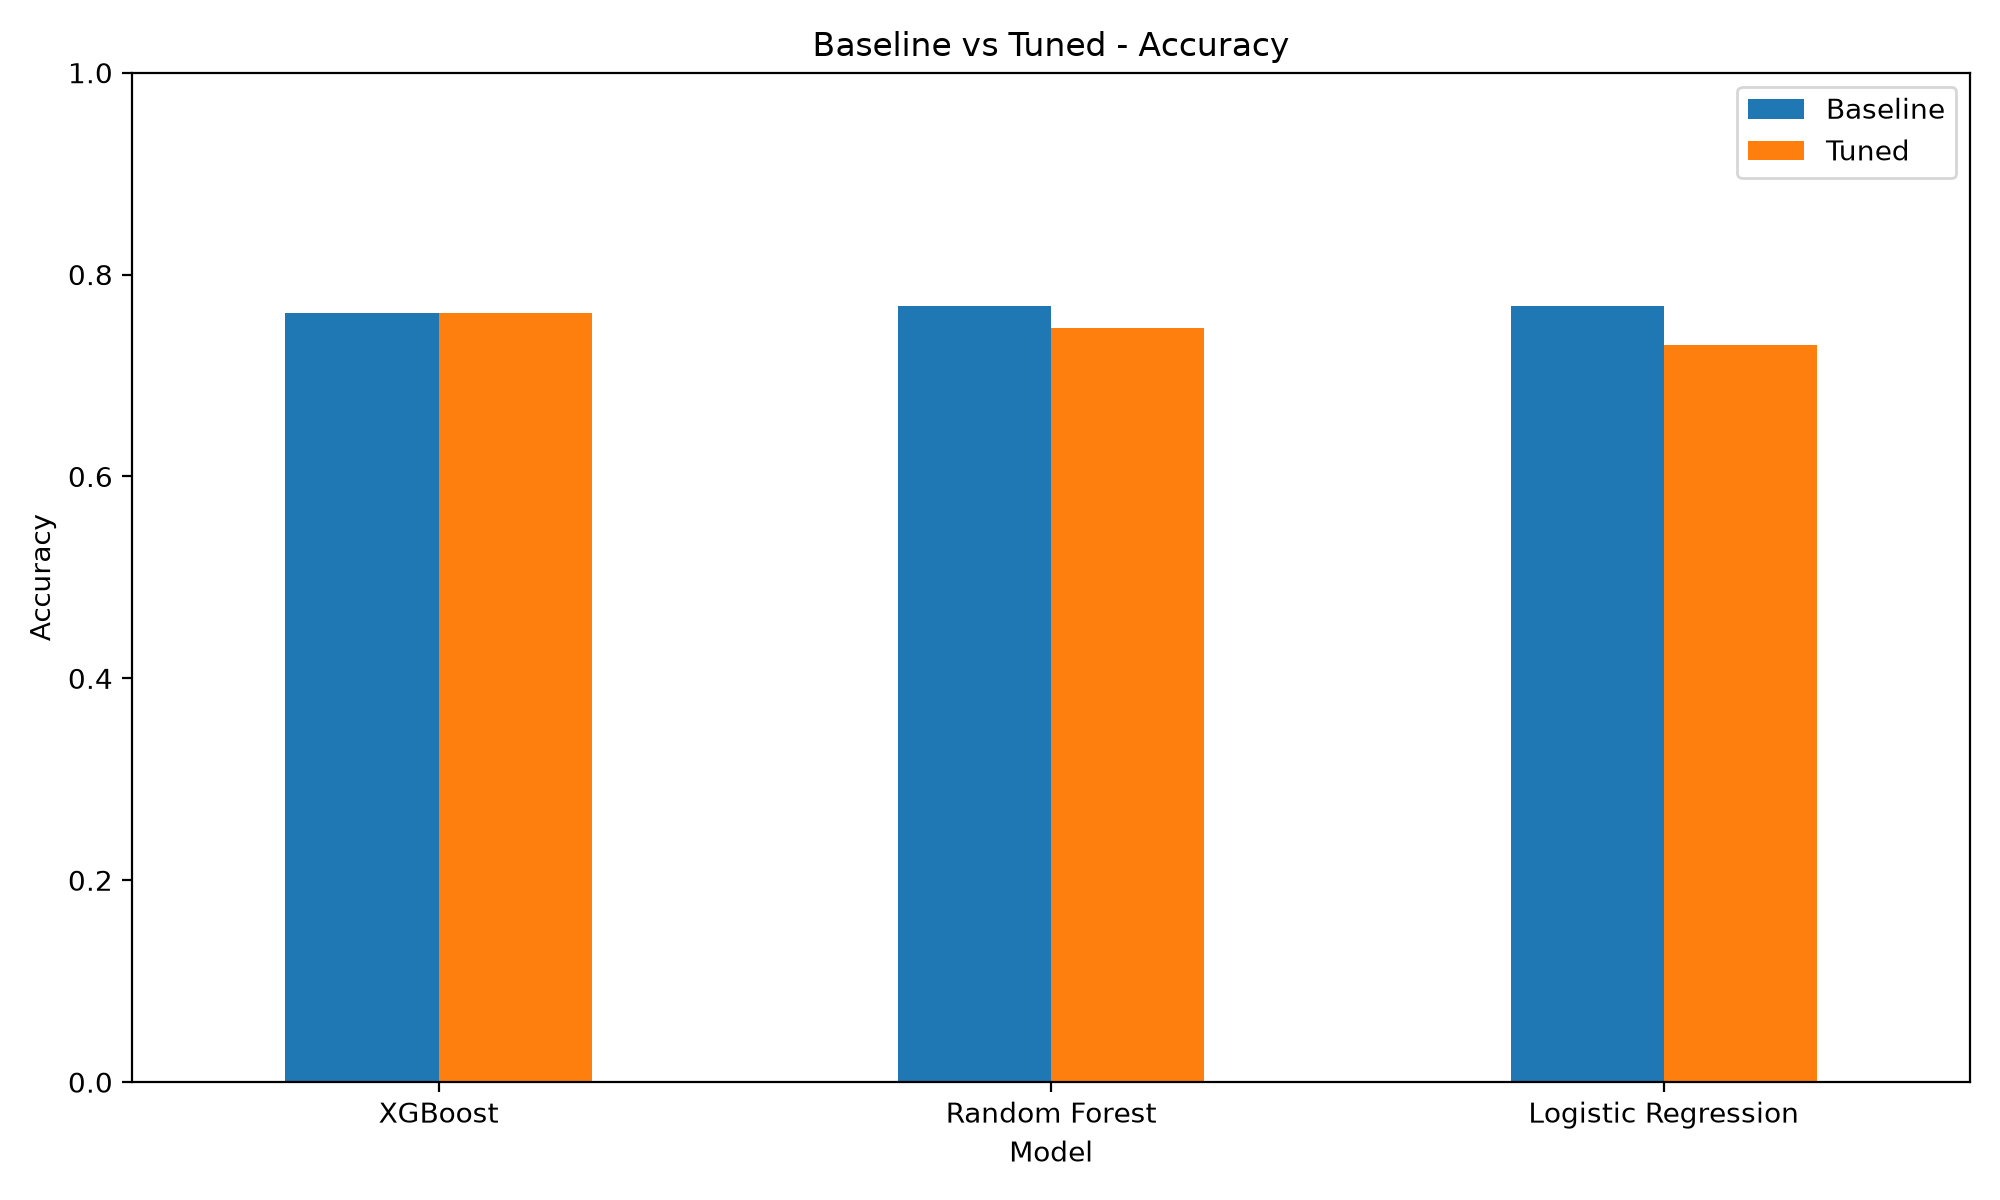 Baseline vs Tuned - Accuracy
1.0
0.8
0.6
0.4
0.2
0.0
Accuracy
Baseline
Tuned
XGBoost
Random Forest
Logistic Regression
Model